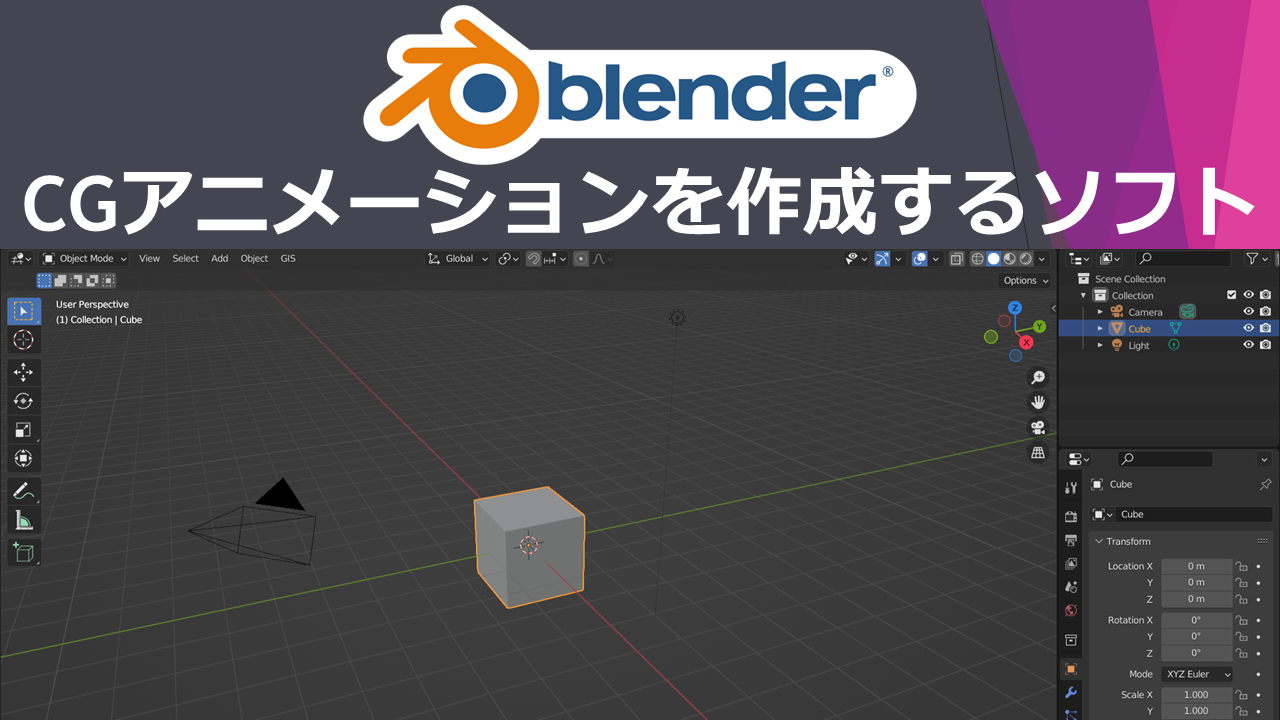 blender®
CGアニメーションを作成するソフト
Object Mode View Select Add Object GIS Global
Options
User Perspective
(1) Collection | Cube
Z
Y
X
Scene Collection
Collection
Camera
Cube
Light
Cube
Cube
Transform
Location X 0 m
Y 0 m
Z 0 m
Rotation X 0°
Y 0°
Z 0°
Mode XYZ Euler
Scale X 1.000
Y 1.000